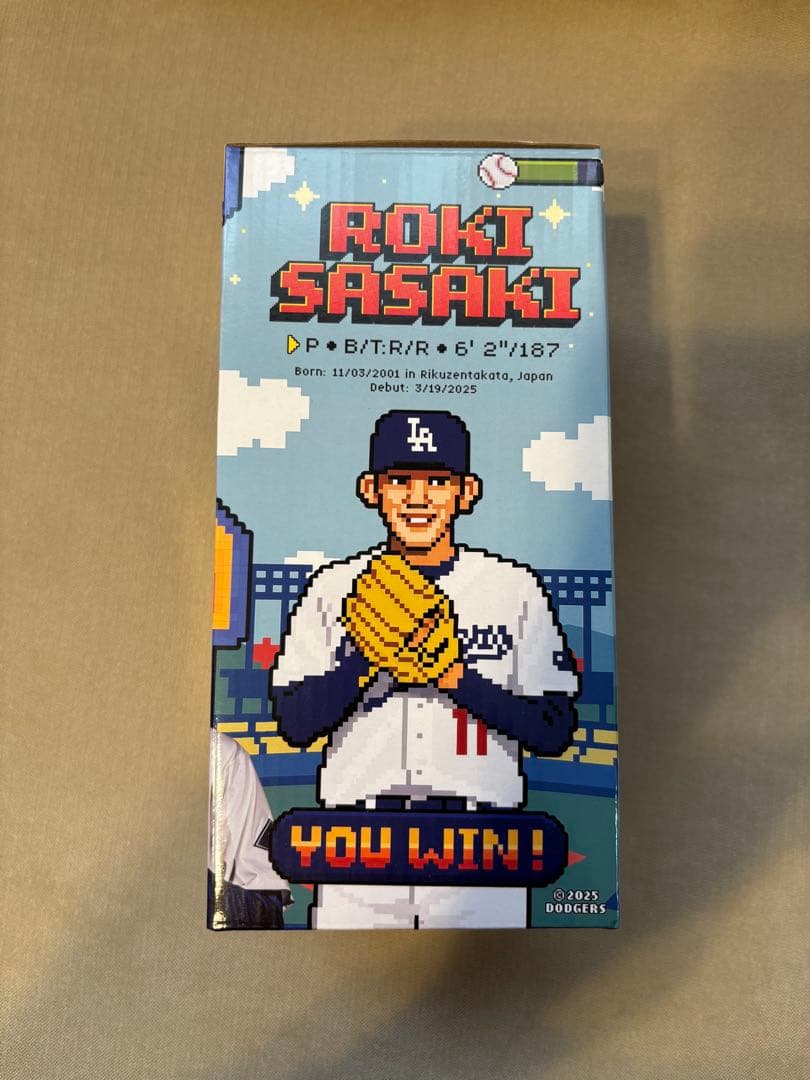 ROKI
SASAKI
P • B/T:R/R • 6' 2"/187
Born: 11/03/2001 in Rikuzentakata, Japan
Debut: 3/19/2025
LA
11
YOU WIN!
© 2025
DODGERS